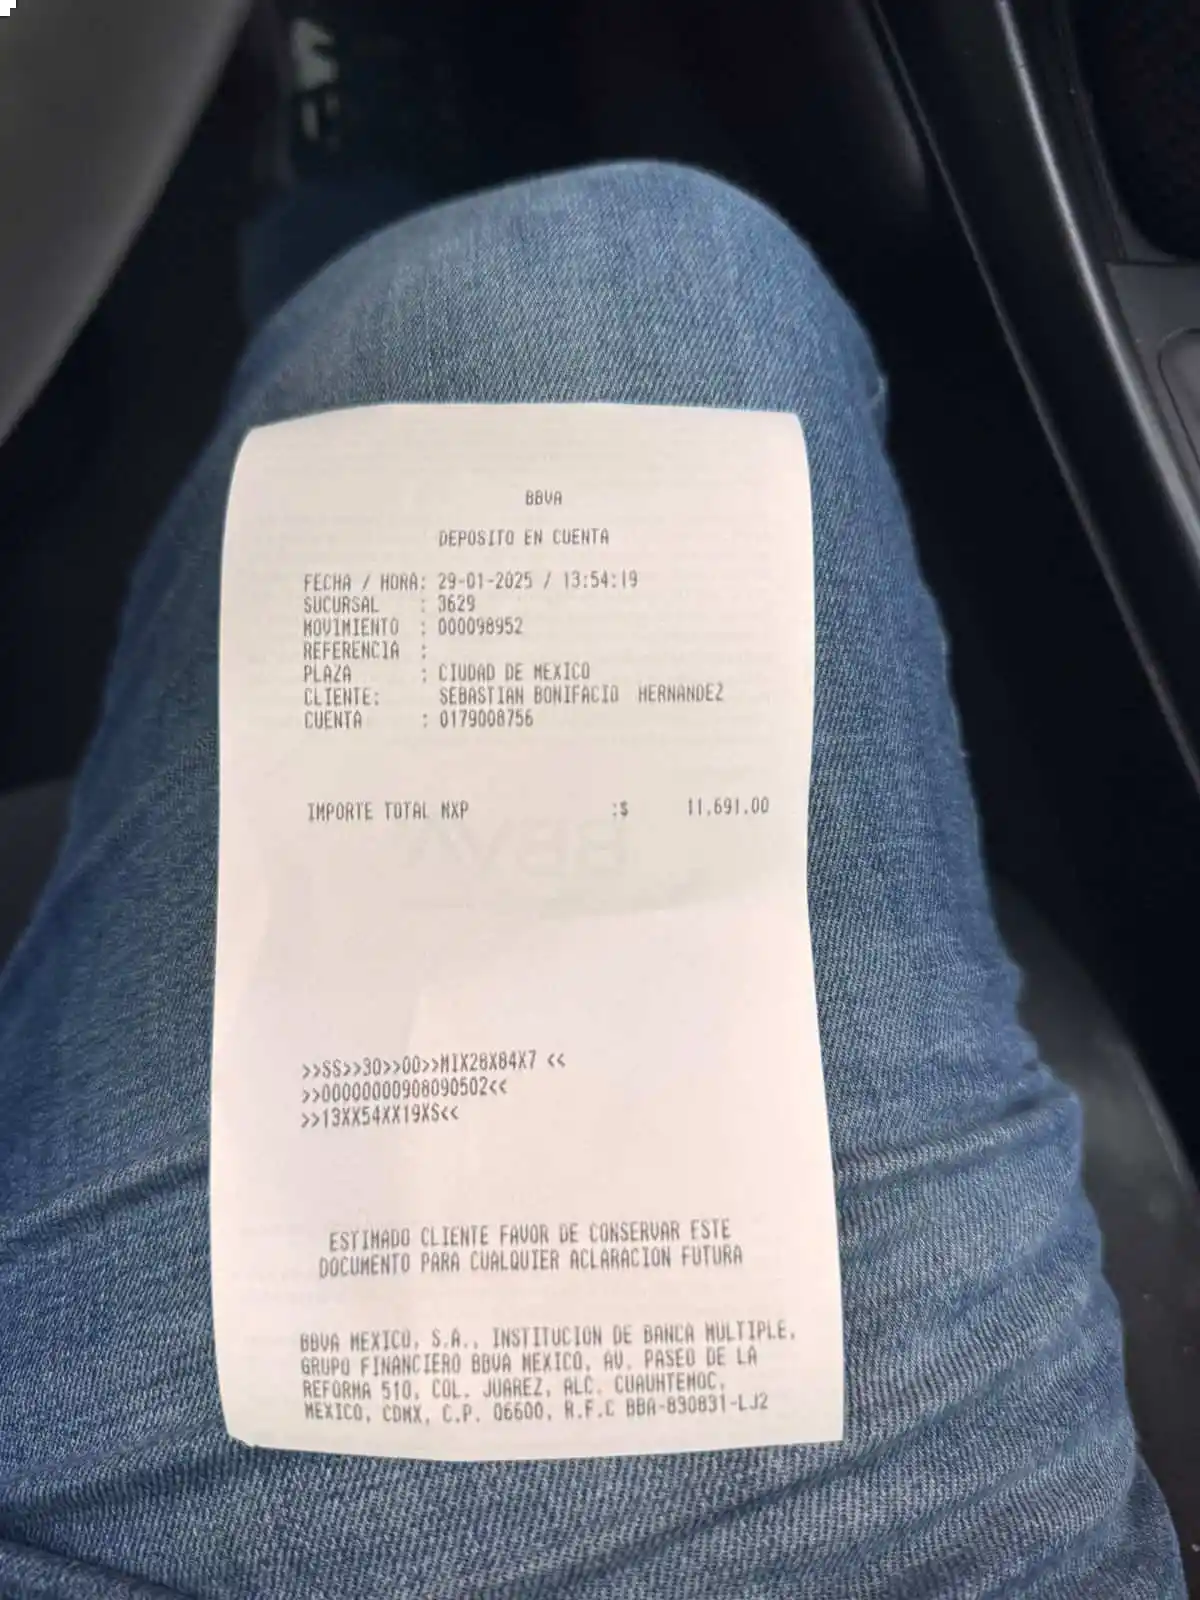 BBVA
DEPOSITO EN CUENTA
FECHA / HORA: 29-01-2025 / 13:54:19
SUCURSAL : 3629
MOVIMIENTO : 000098952
REFERENCIA :
PLAZA : CIUDAD DE MEXICO
CLIENTE: SEBASTIAN BONIFACIO HERNANDEZ
CUENTA : 0179008756
IMPORTE TOTAL MXP :$ 11,691.00
BBVA
>>SS>>30>>00>>MIX28X84X7 <<
>>00000000908090502<<
>>13XX54XX19XS<<
ESTIMADO CLIENTE FAVOR DE CONSERVAR ESTE
DOCUMENTO PARA CUALQUIER ACLARACION FUTURA
BBVA MEXICO, S.A., INSTITUCION DE BANCA MULTIPLE,
GRUPO FINANCIERO BBVA MEXICO, AV. PASEO DE LA
REFORMA 510, COL. JUAREZ, ALC. CUAUHTEMOC,
MEXICO, CDMX, C.P. 06600, R.F.C BBA-830831-LJ2